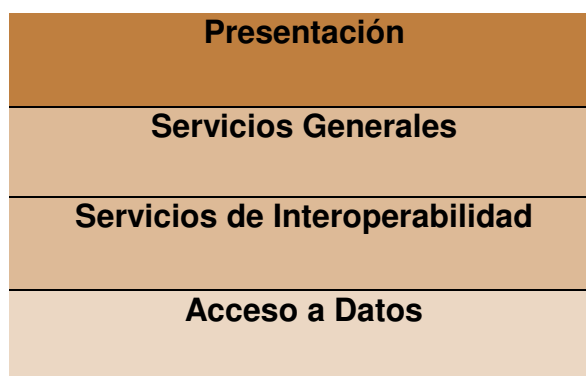 Presentación
Servicios Generales
Servicios de Interoperabilidad
Acceso a Datos